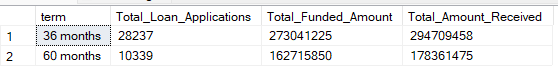 term Total_Loan_Applications Total_Funded_Amount Total_Amount_Received
1 36 months 28237 273041225 294709458
2 60 months 10339 162715850 178361475